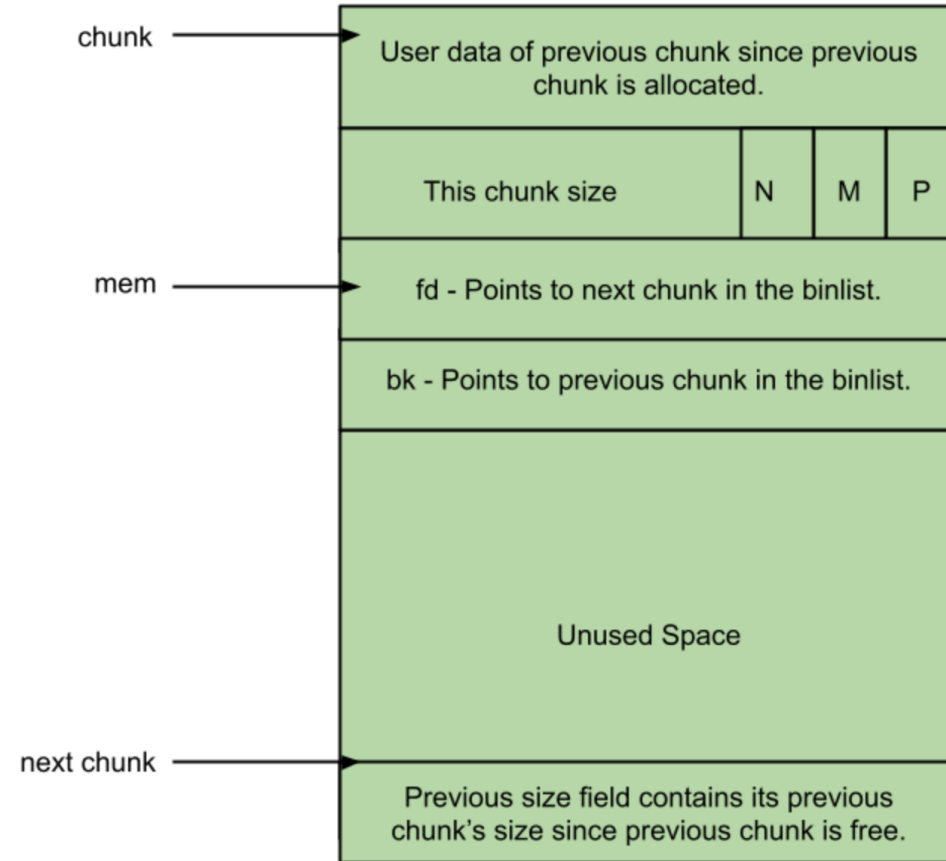 chunk
User data of previous chunk since previous
chunk is allocated.
This chunk size
N
M
P
mem
fd - Points to next chunk in the binlist.
bk - Points to previous chunk in the binlist.
Unused Space
next chunk
Previous size field contains its previous
chunk's size since previous chunk is free.